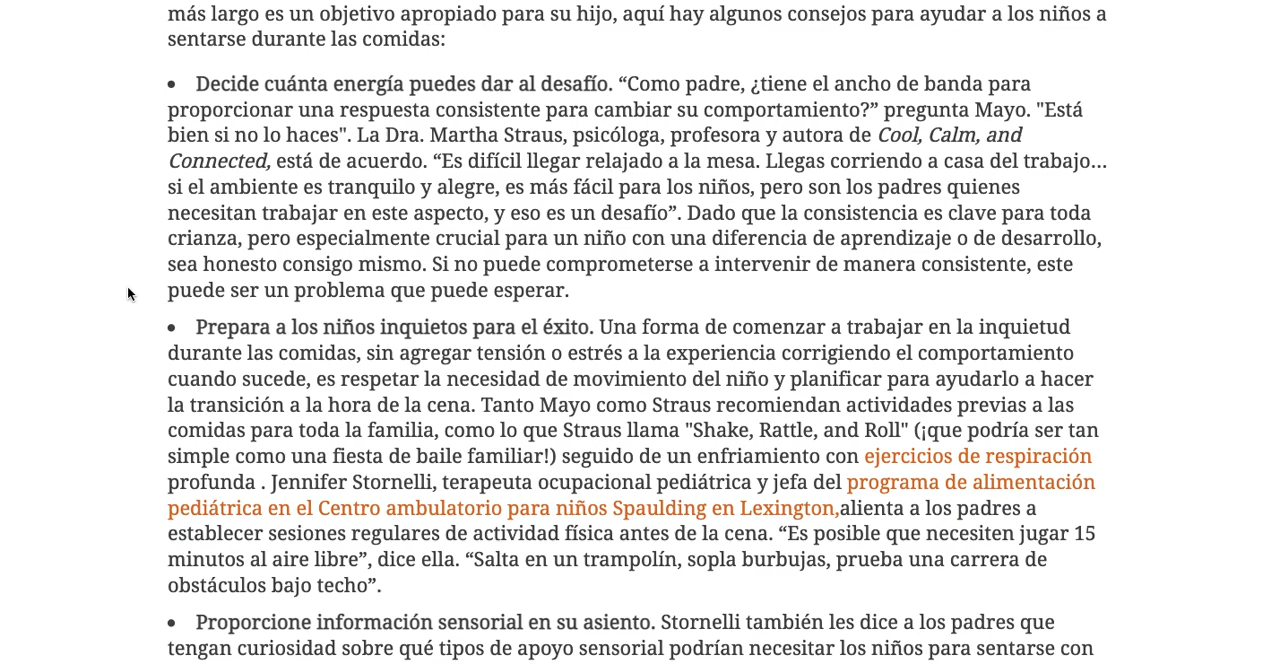 más largo es un objetivo apropiado para su hijo, aquí hay algunos consejos para ayudar a los niños a
sentarse durante las comidas:
• Decide cuánta energía puedes dar al desafío. “Como padre, ¿tiene el ancho de banda para
proporcionar una respuesta consistente para cambiar su comportamiento?” pregunta Mayo. "Está
bien si no lo haces". La Dra. Martha Straus, psicóloga, profesora y autora de Cool, Calm, and
Connected, está de acuerdo. “Es difícil llegar relajado a la mesa. Llegas corriendo a casa del trabajo...
si el ambiente es tranquilo y alegre, es más fácil para los niños, pero son los padres quienes
necesitan trabajar en este aspecto, y eso es un desafío”. Dado que la consistencia es clave para toda
crianza, pero especialmente crucial para un niño con una diferencia de aprendizaje o de desarrollo,
sea honesto consigo mismo. Si no puede comprometerse a intervenir de manera consistente, este
puede ser un problema que puede esperar.
• Prepara a los niños inquietos para el éxito. Una forma de comenzar a trabajar en la inquietud
durante las comidas, sin agregar tensión o estrés a la experiencia corrigiendo el comportamiento
cuando sucede, es respetar la necesidad de movimiento del niño y planificar para ayudarlo a hacer
la transición a la hora de la cena. Tanto Mayo como Straus recomiendan actividades previas a las
comidas para toda la familia, como lo que Straus llama "Shake, Rattle, and Roll" (¡que podría ser tan
simple como una fiesta de baile familiar!) seguido de un enfriamiento con ejercicios de respiración
profunda . Jennifer Stornelli, terapeuta ocupacional pediátrica y jefa del programa de alimentación
pediátrica en el Centro ambulatorio para niños Spaulding en Lexington,alienta a los padres a
establecer sesiones regulares de actividad física antes de la cena. “Es posible que necesiten jugar 15
minutos al aire libre”, dice ella. “Salta en un trampolín, sopla burbujas, prueba una carrera de
obstáculos bajo techo”.
• Proporcione información sensorial en su asiento. Stornelli también les dice a los padres que
tengan curiosidad sobre qué tipos de apoyo sensorial podrían necesitar los niños para sentarse con